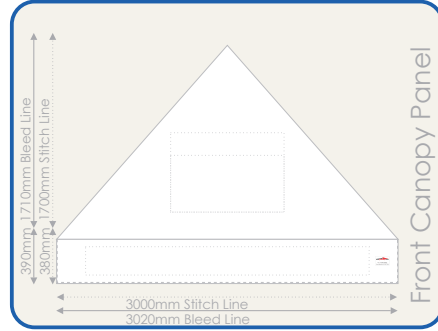 390mm 1710mm Bleed Line
380mm 1700mm Stitch Line
Front Canopy Panel
3000mm Stitch Line
3020mm Bleed Line